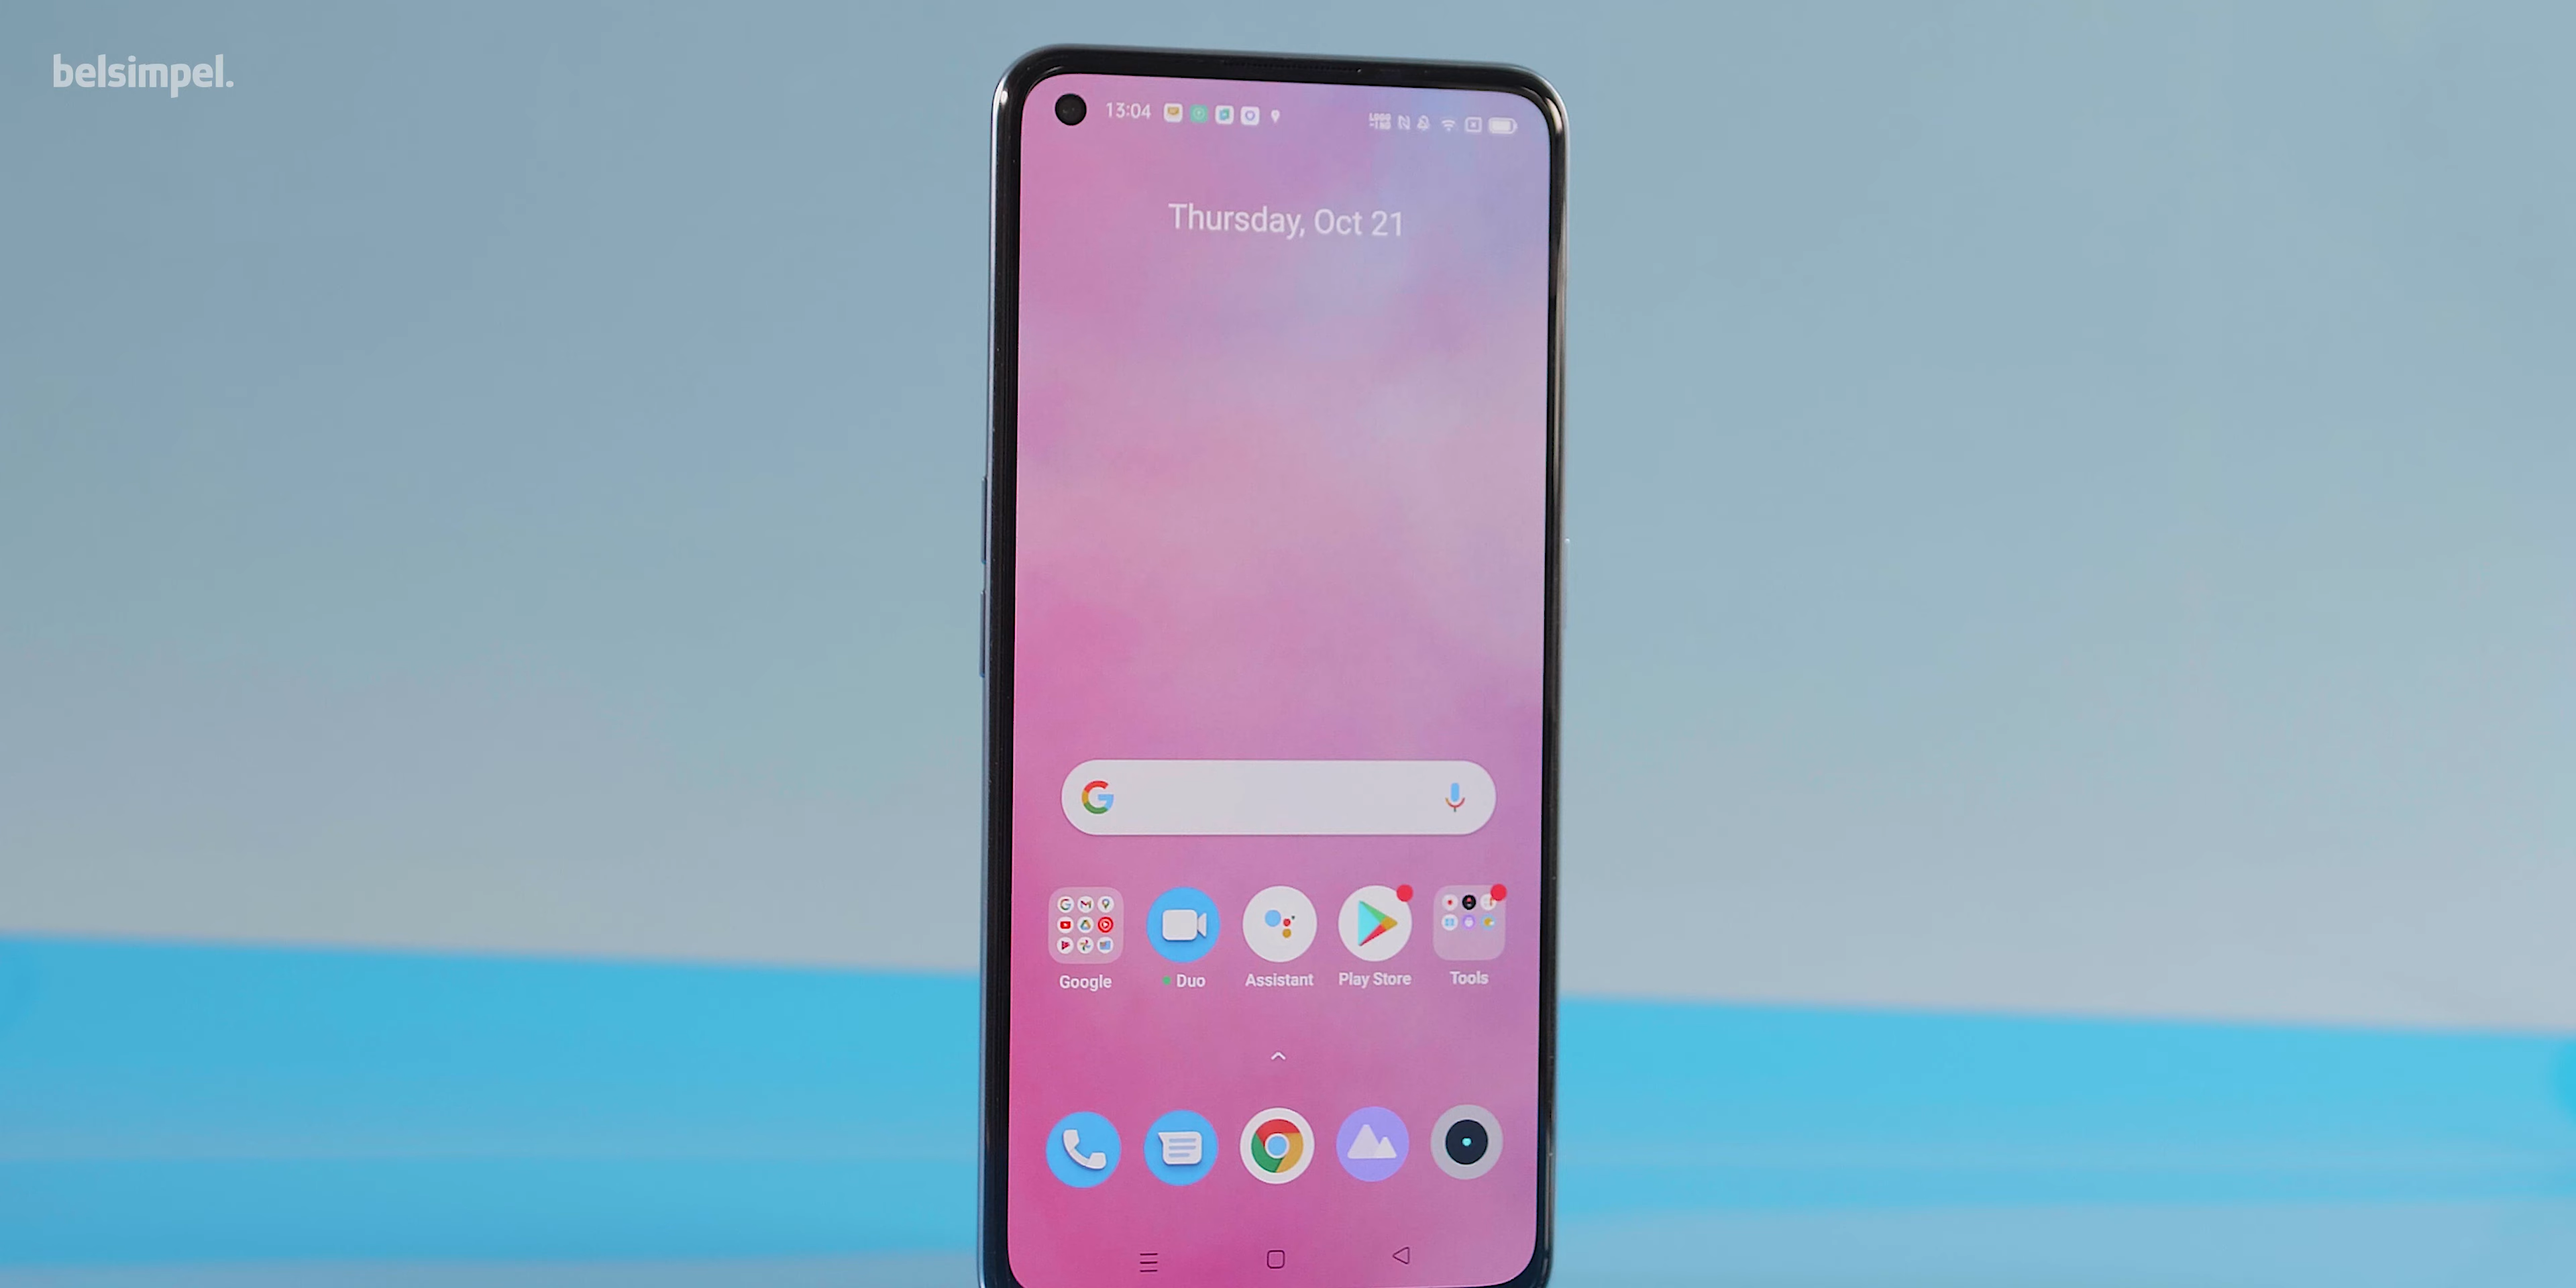 belsimpel.
13:04
Thursday, Oct 21
Google
Duo
Assistant
Play Store
Tools